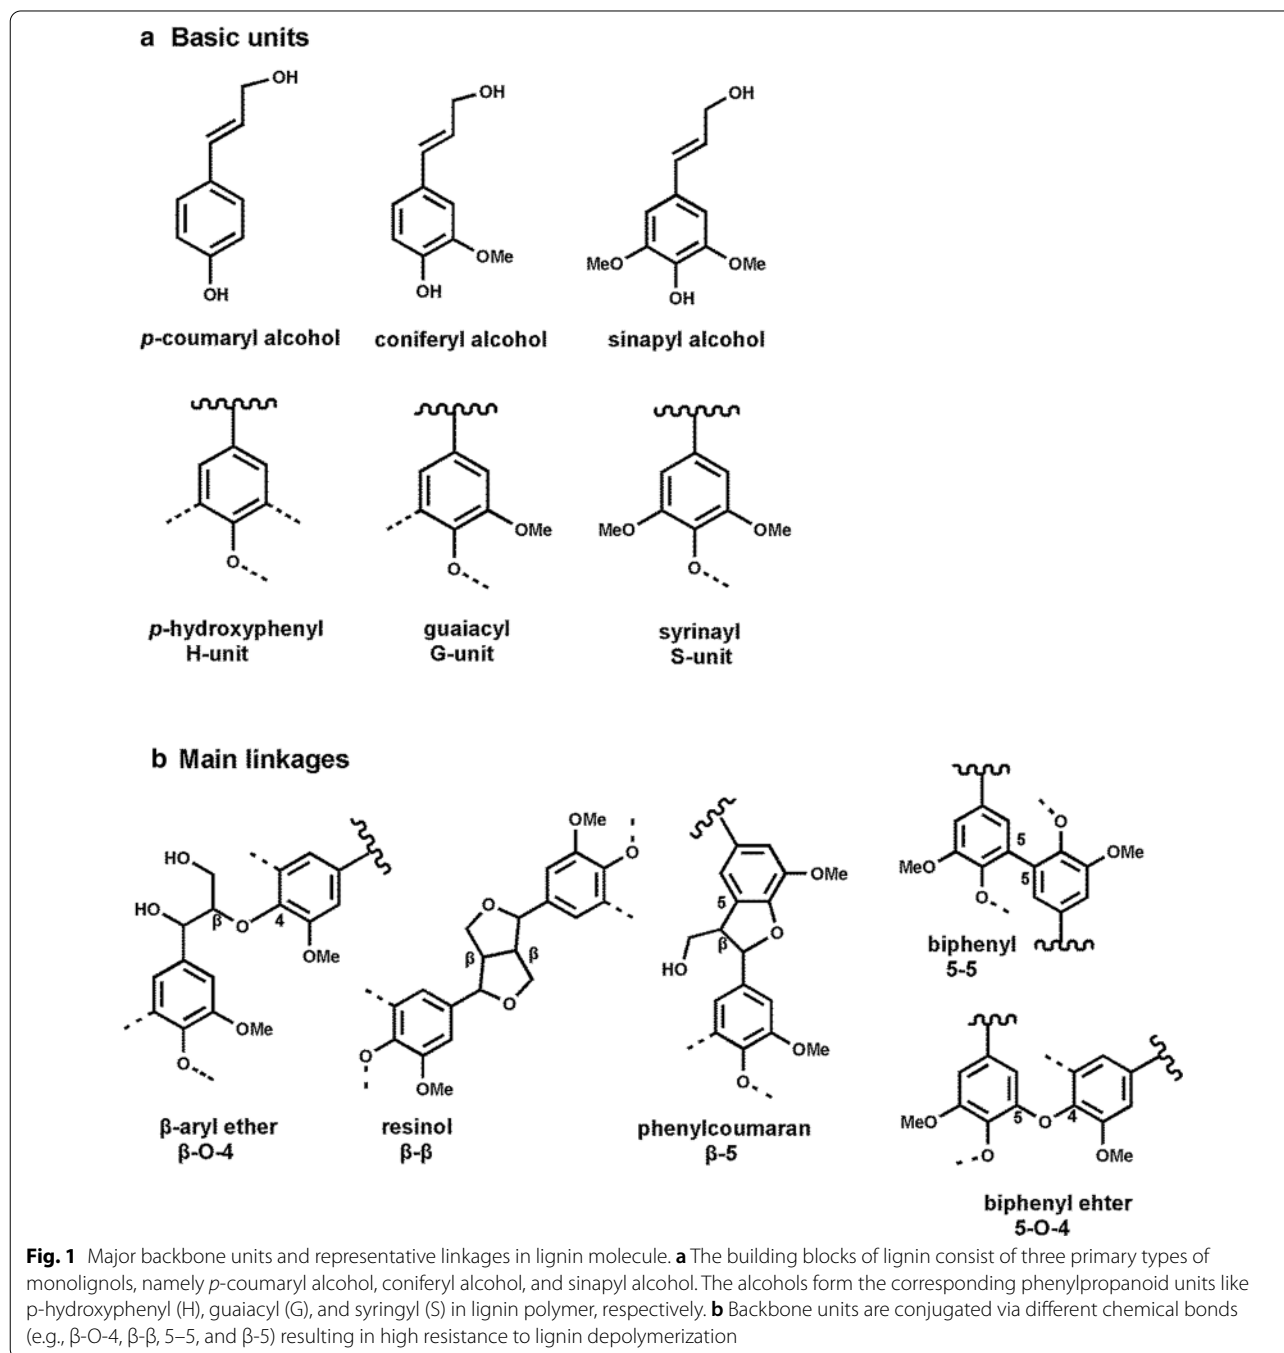 a Basic units
OH
OH
OH
OMe
MeO
OMe
OH
OH
OH
p-coumaryl alcohol
coniferyl alcohol
sinapyl alcohol
OMe
MeO
OMe
O
O
O
p-hydroxyphenyl
H-unit
guaiacyl
G-unit
syrinayl
S-unit
b Main linkages
HO
HO
β
O
4
OMe
OMe
O
β-aryl ether
β-O-4
OMe
O
O
β
β
O
O
OMe
resinol
β-β
OMe
5
O
β
HO
OMe
O
phenylcoumaran
β-5
O
5
OMe
MeO
5
O
biphenyl
5-5
MeO
5
O
4
O
OMe
biphenyl ehter
5-O-4
Fig. 1 Major backbone units and representative linkages in lignin molecule. a The building blocks of lignin consist of three primary types of
monolignols, namely p-coumaryl alcohol, coniferyl alcohol, and sinapyl alcohol. The alcohols form the corresponding phenylpropanoid units like
p-hydroxyphenyl (H), guaiacyl (G), and syringyl (S) in lignin polymer, respectively. b Backbone units are conjugated via different chemical bonds
(e.g., β-O-4, β-β, 5–5, and β-5) resulting in high resistance to lignin depolymerization